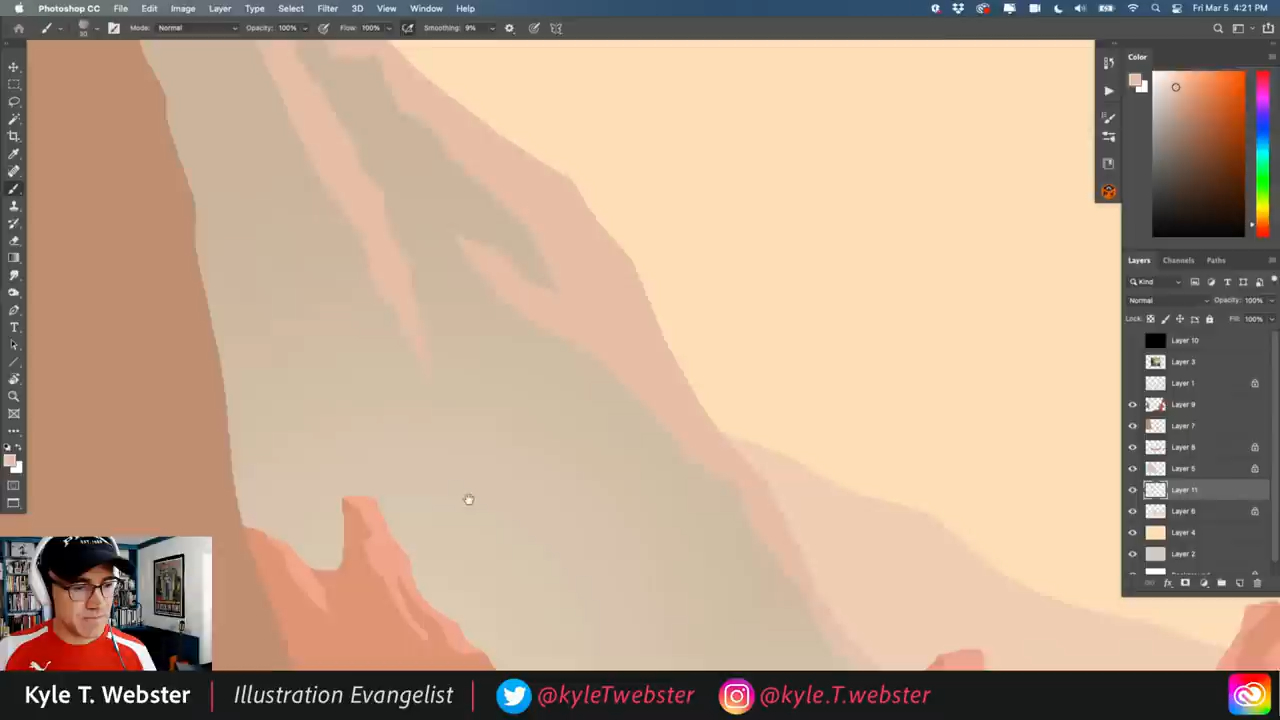 Photoshop CC File Edit Image Layer Type Select Filter 3D View Window Help Fri Mar 5 4:21 PM
80 Mode: Normal Opacity: 100% Flow: 100% Smoothing: 9%
Color
Layers Channels Paths
Kind
Normal Opacity: 100%
Lock: Fill: 100%
Layer 10
Layer 3
Layer 1
Layer 9
Layer 7
Layer 8
Layer 5
Layer 11
Layer 6
Layer 4
Layer 2
Kyle T. Webster | Illustration Evangelist | @kyleTwebster | @kyle.T.webster